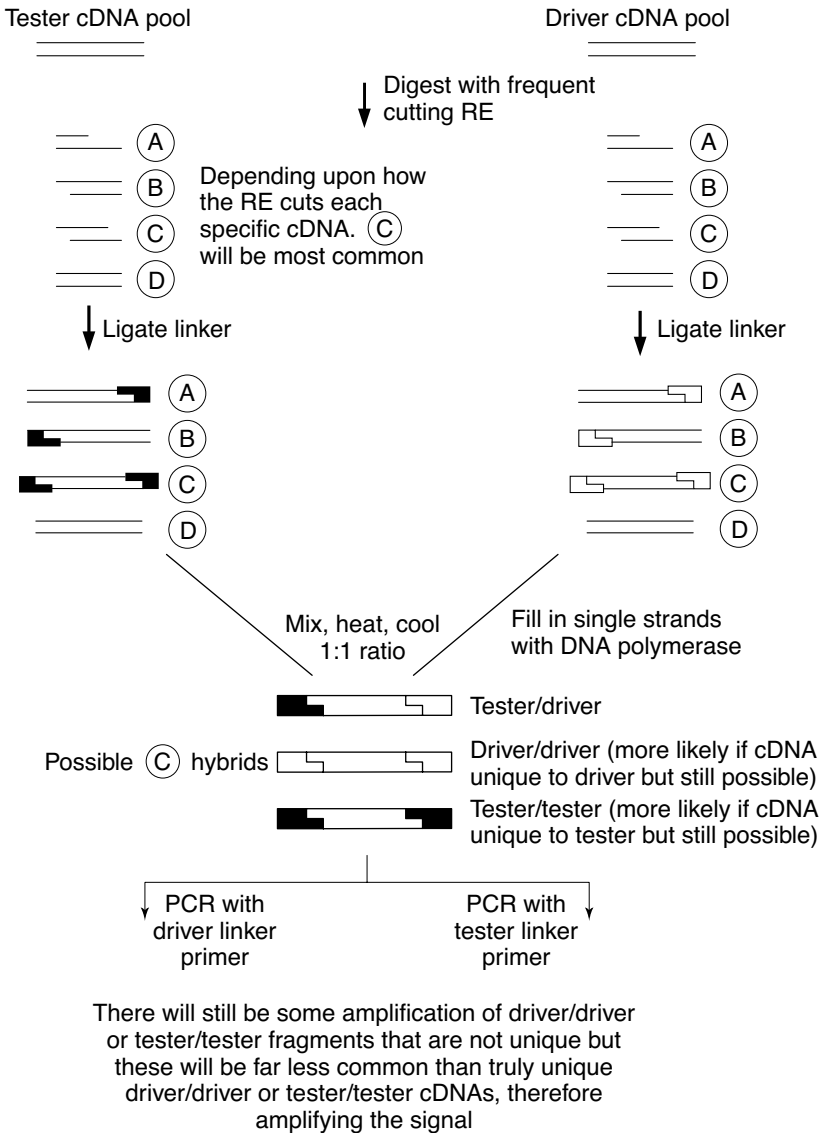 Tester cDNA pool
Driver cDNA pool
Digest with frequent
cutting RE
A
B
C
D
Depending upon how
the RE cuts each
specific cDNA. C
will be most common
A
B
C
D
Ligate linker
Ligate linker
A
B
C
D
A
B
C
D
Mix, heat, cool
1:1 ratio
Fill in single strands
with DNA polymerase
Tester/driver
Possible C hybrids
Driver/driver (more likely if cDNA
unique to driver but still possible)
Tester/tester (more likely if cDNA
unique to tester but still possible)
PCR with
driver linker
primer
PCR with
tester linker
primer
There will still be some amplification of driver/driver
or tester/tester fragments that are not unique but
these will be far less common than truly unique
driver/driver or tester/tester cDNAs, therefore
amplifying the signal